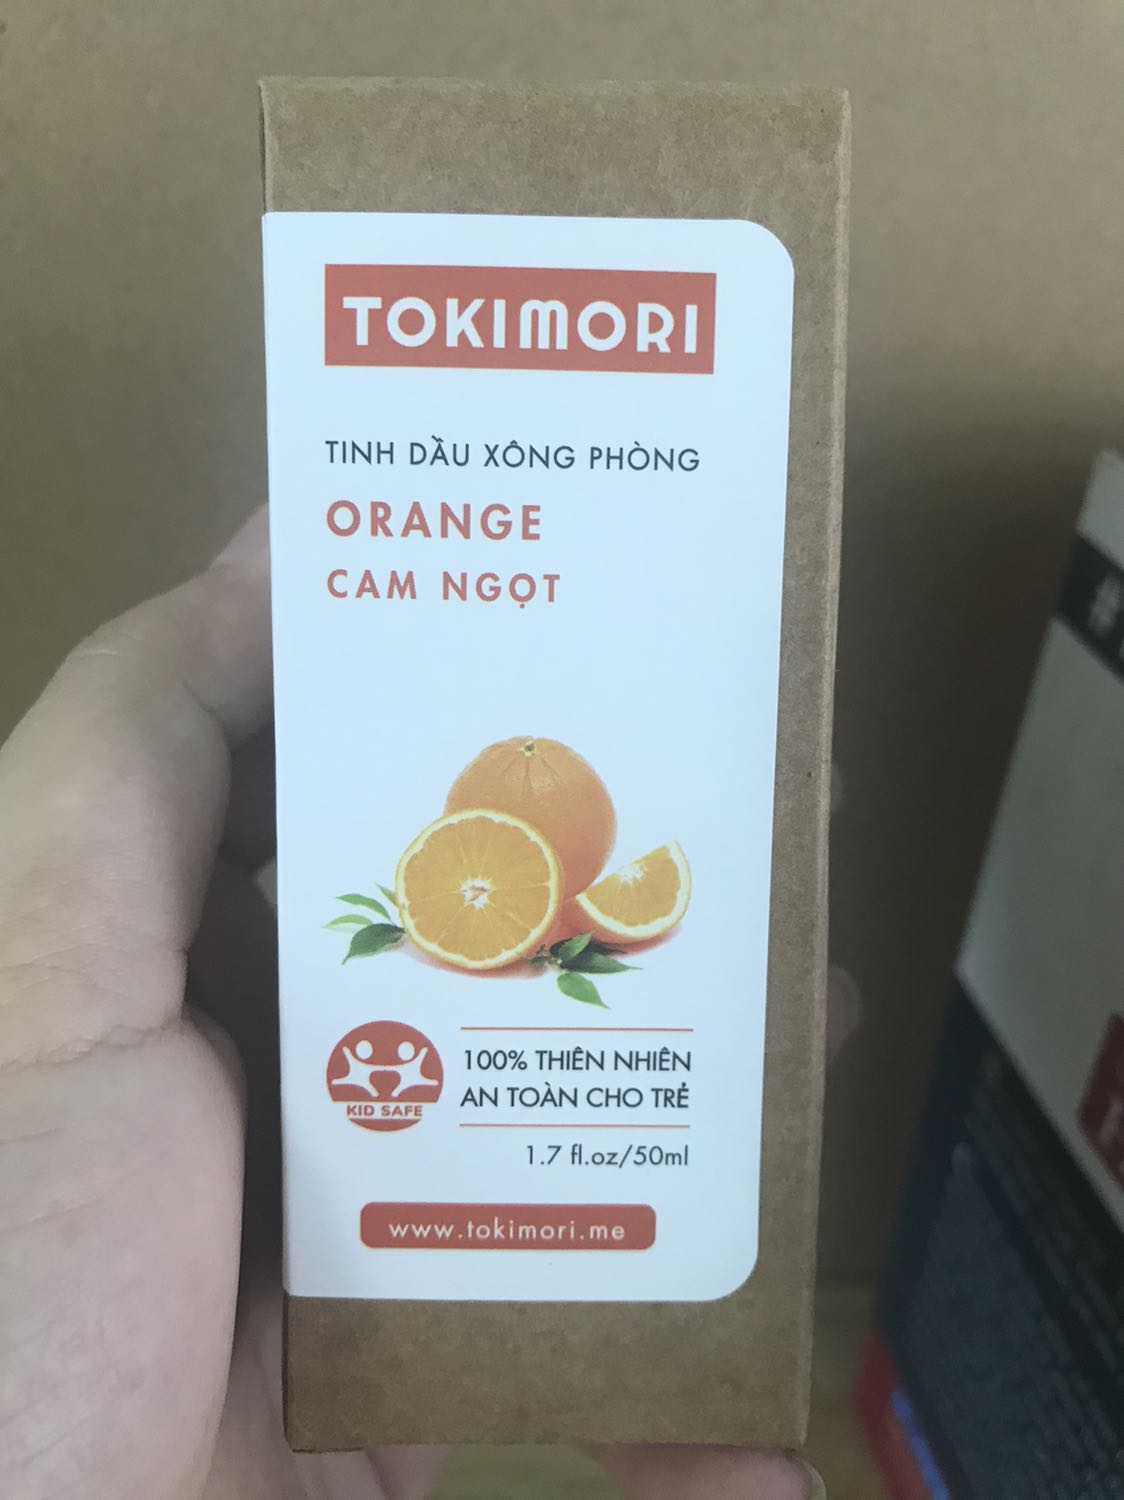 TOKIMORI
TINH DẦU XÔNG PHÒNG
ORANGE
CAM NGỌT
KID SAFE
100% THIÊN NHIÊN
AN TOÀN CHO TRẺ
1.7 fl.oz/50ml
www.tokimori.me
#